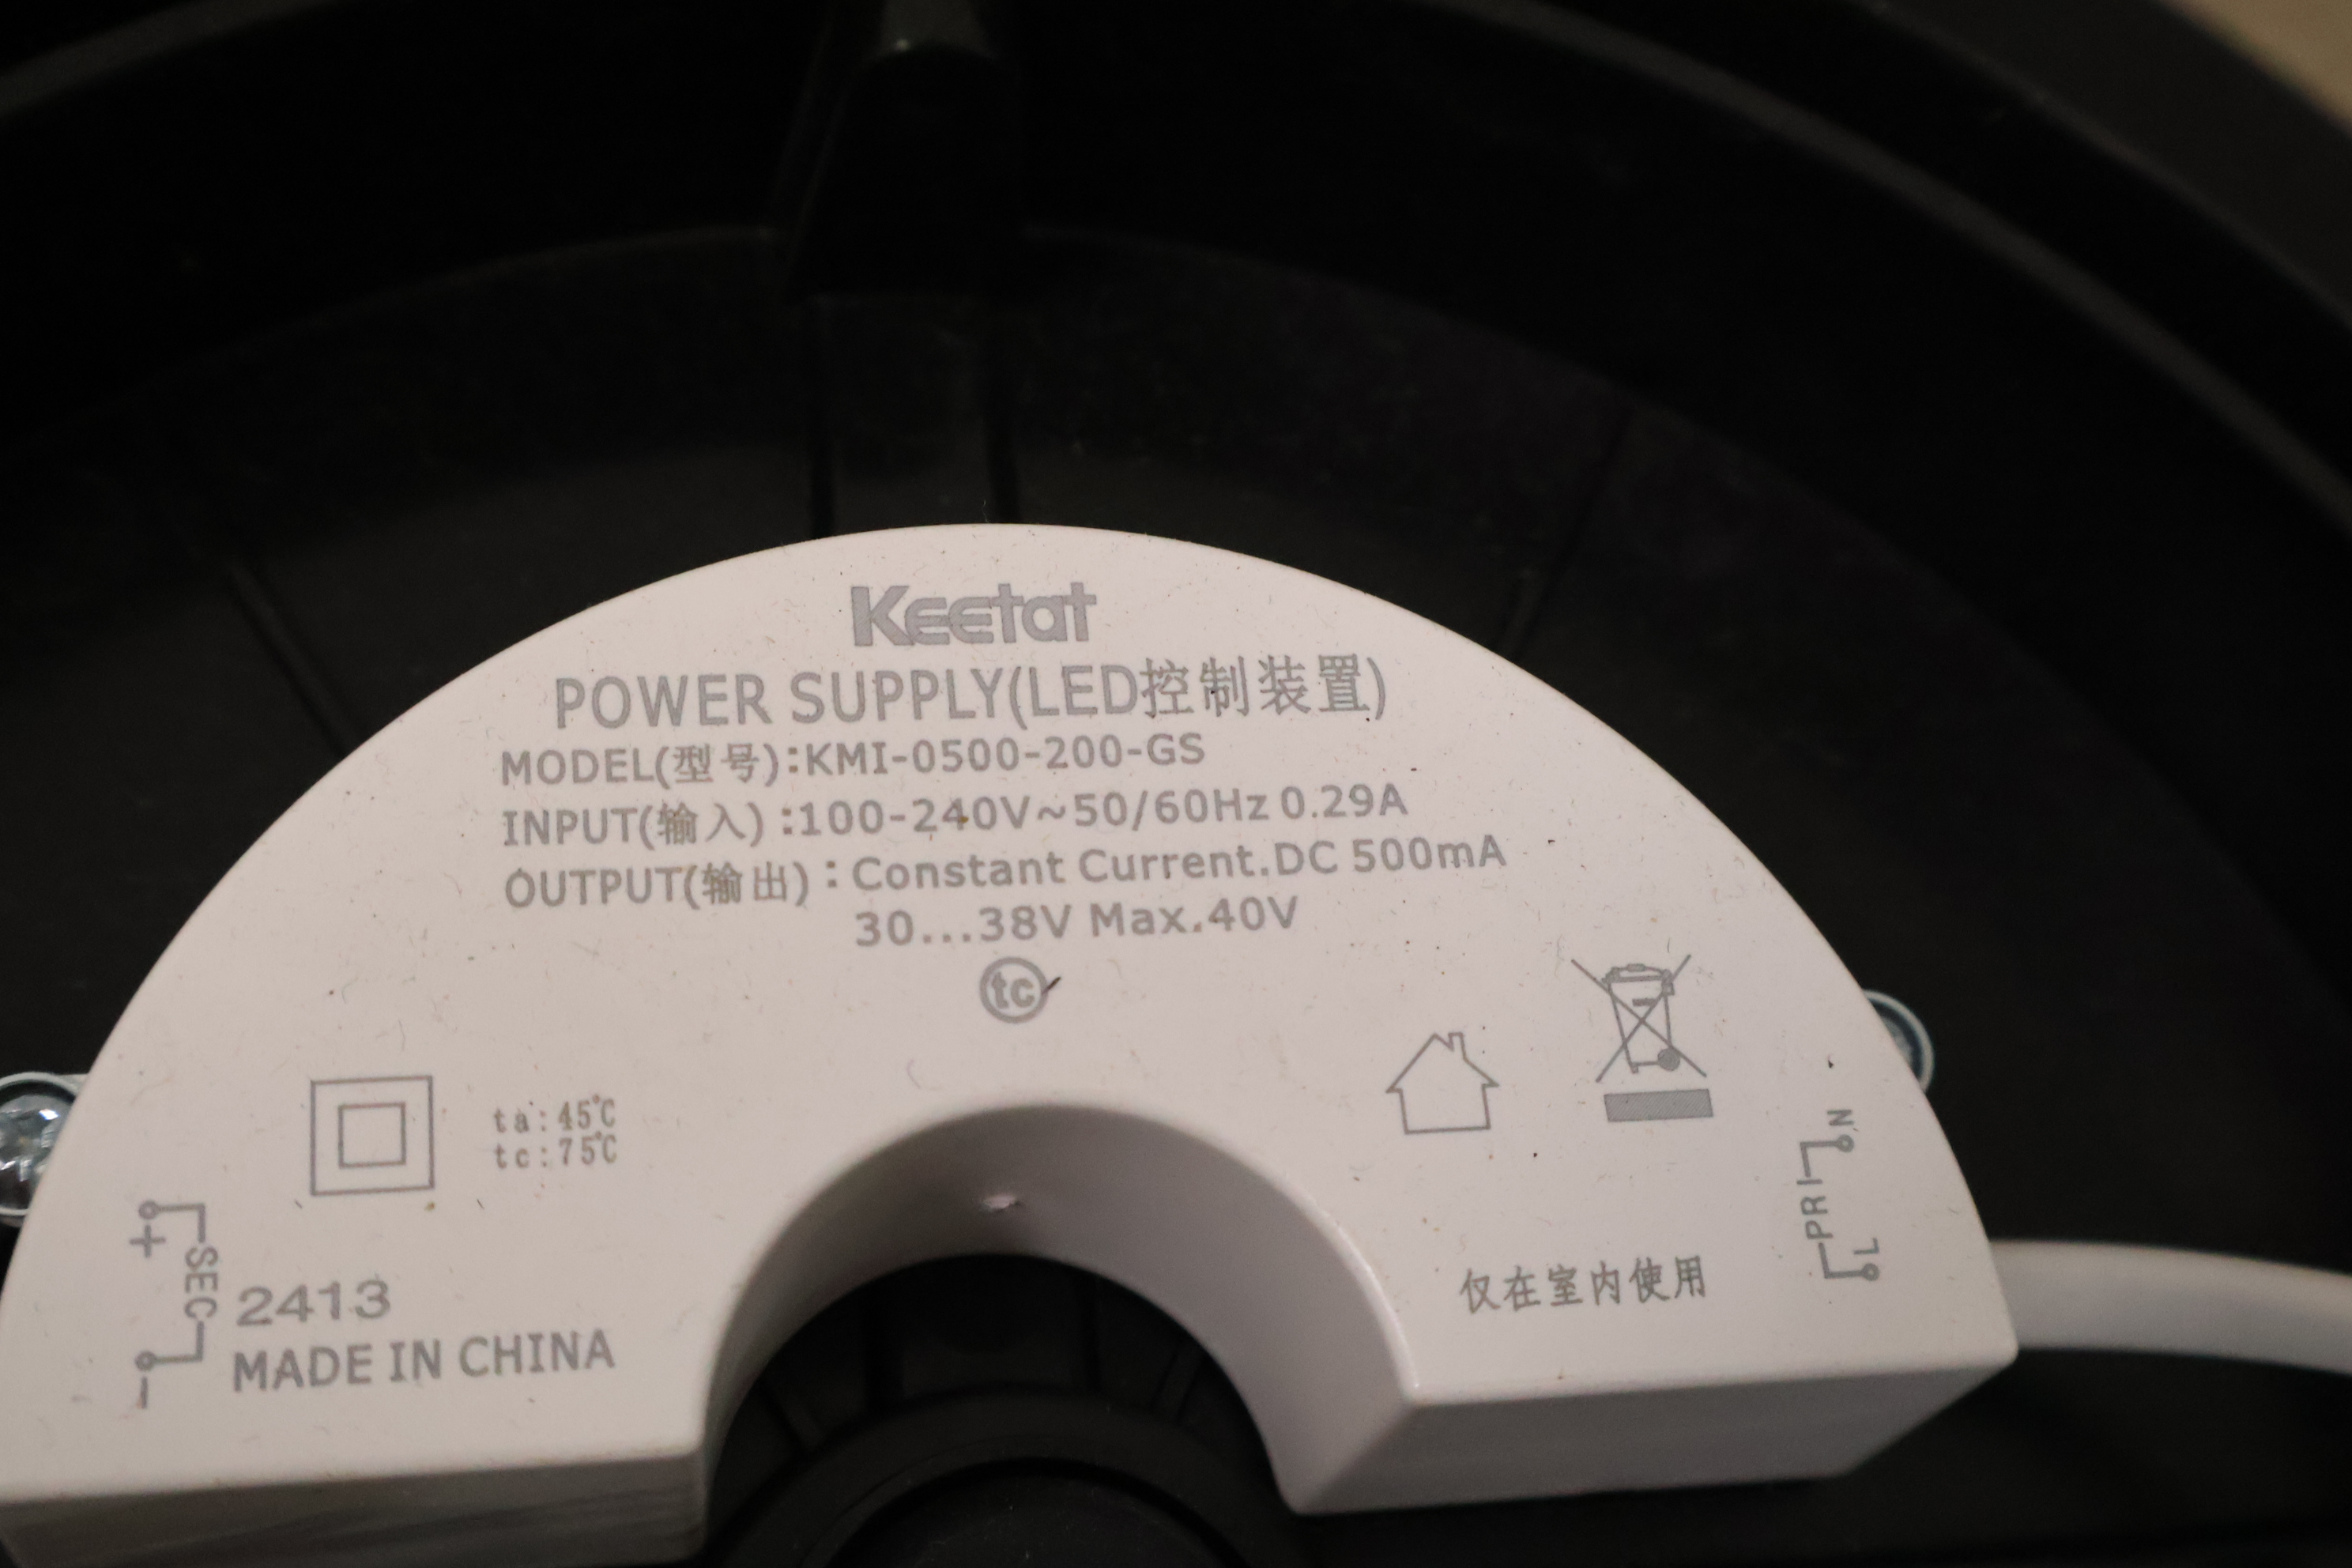 Keetat
POWER SUPPLY(LED控制装置)
MODEL(型号):KMI-0500-200-GS
INPUT(输入):100-240V~50/60Hz 0.29A
OUTPUT(输出):Constant Current.DC 500mA
30...38V Max.40V
tc
ta:45℃
tc:75℃
+
SEC
-
2413
MADE IN CHINA
N
PRI
L
仅在室内使用